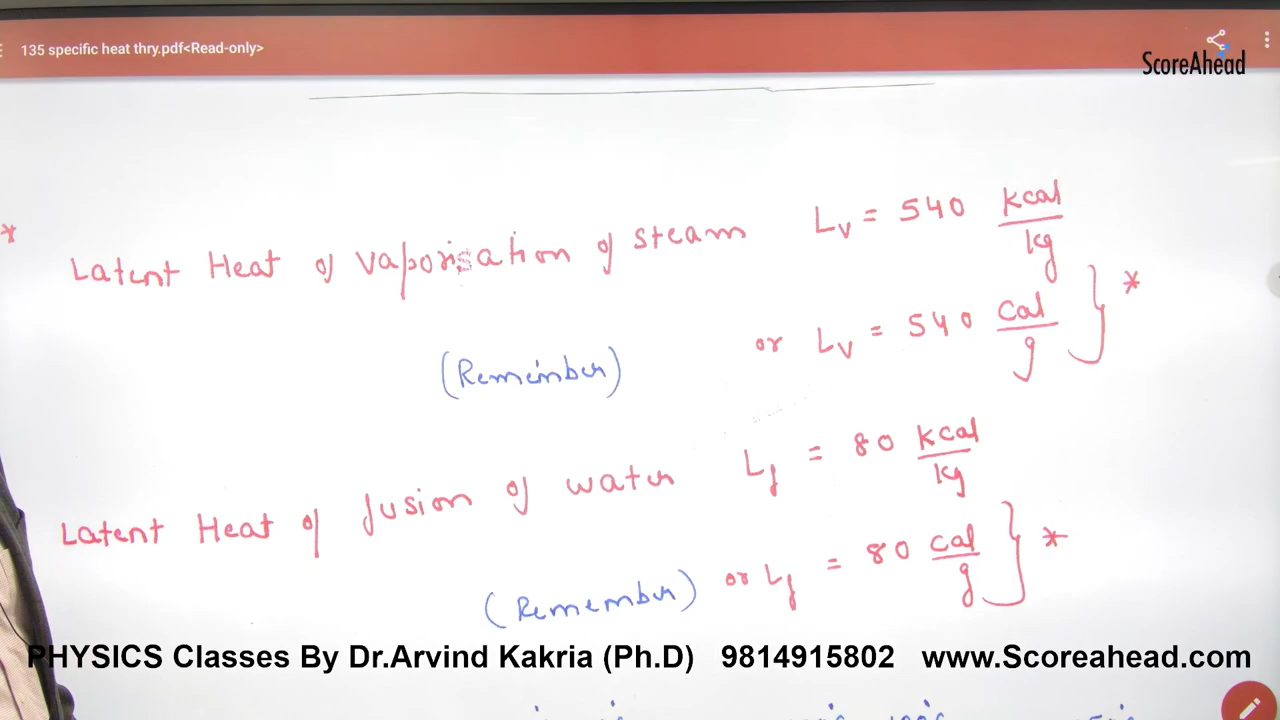 135 specific heat thry.pdf<Read-only>
ScoreAhead
* Latent Heat of vaporisation of steam Lv = 540 kcal/kg
or Lv = 540 Cal/g } *
(Remember)
Latent Heat of fusion of water Lf = 80 kcal/kg
(Remember) or Lf = 80 cal/g } *
PHYSICS Classes By Dr.Arvind Kakria (Ph.D) 9814915802 www.Scoreahead.com